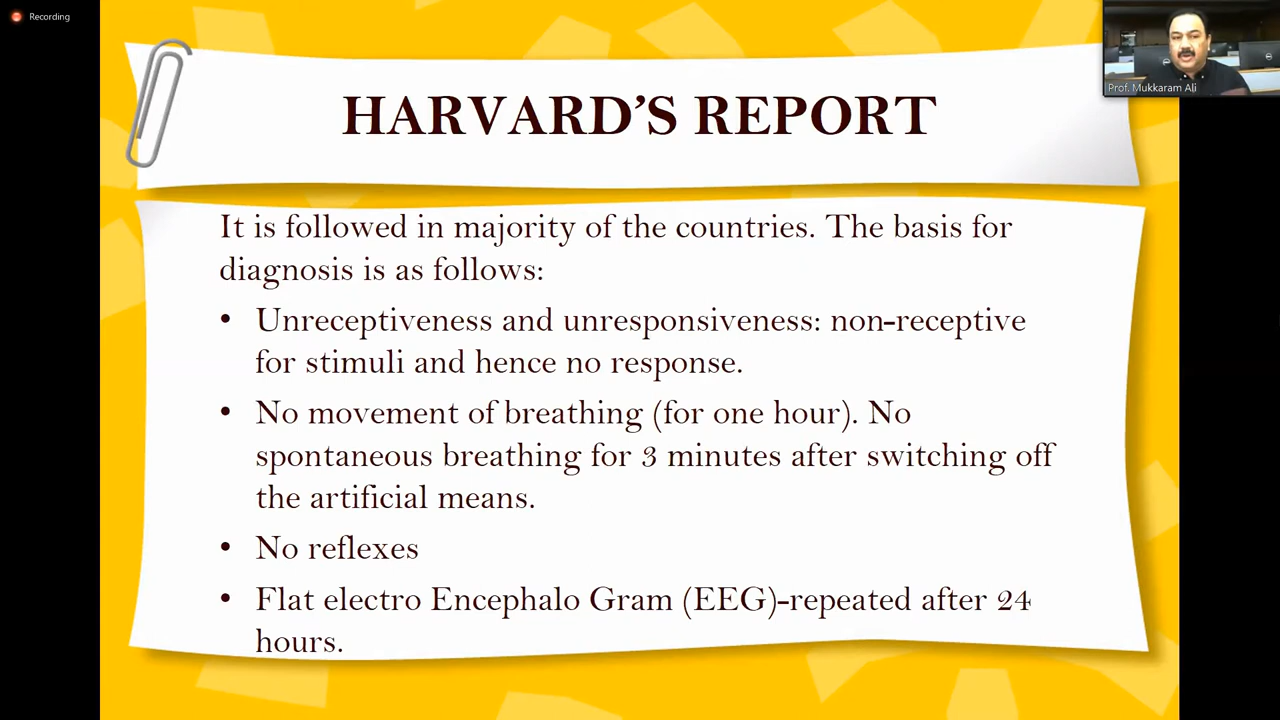 Recording
Prof. Mukkaram Ali
HARVARD'S REPORT
It is followed in majority of the countries. The basis for
diagnosis is as follows:
• Unreceptiveness and unresponsiveness: non-receptive
for stimuli and hence no response.
• No movement of breathing (for one hour). No
spontaneous breathing for 3 minutes after switching off
the artificial means.
• No reflexes
• Flat electro Encephalo Gram (EEG)-repeated after 24
hours.